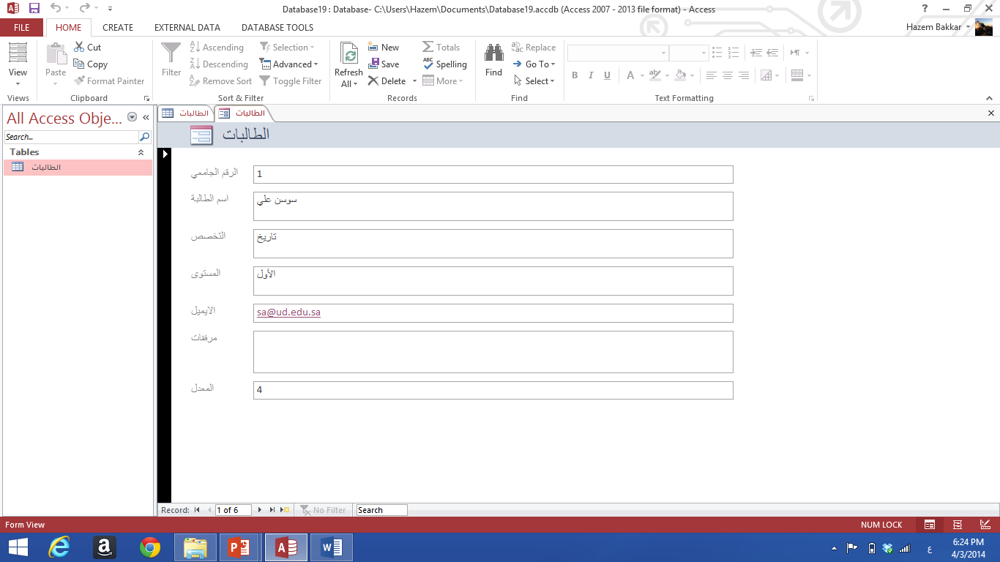 Database19 : Database- C:\Users\Hazem\Documents\Database19.accdb (Access 2007 - 2013 file format) - Access
FILE HOME CREATE EXTERNAL DATA DATABASE TOOLS Hazem Bakkar
View
Views
Paste
Cut
Copy
Format Painter
Clipboard
Filter
Ascending
Descending
Remove Sort
Selection
Advanced
Toggle Filter
Sort & Filter
Refresh
All
New
Save
Delete
Totals
Spelling
More
Records
Find
Replace
Go To
Select
Find
B I U A
Text Formatting
All Access Obje...
Search...
Tables
الطالبات
الطالبات
الطالبات
الطالبات
الرقم الجامعي 1
اسم الطالبة سوسن علي
التخصص تاريخ
المستوى الأول
الايميل sa@ud.edu.sa
مرفقات
المعدل 4
Record: 1 of 6 No Filter Search
Form View NUM LOCK
ع
6:24 PM
4/3/2014